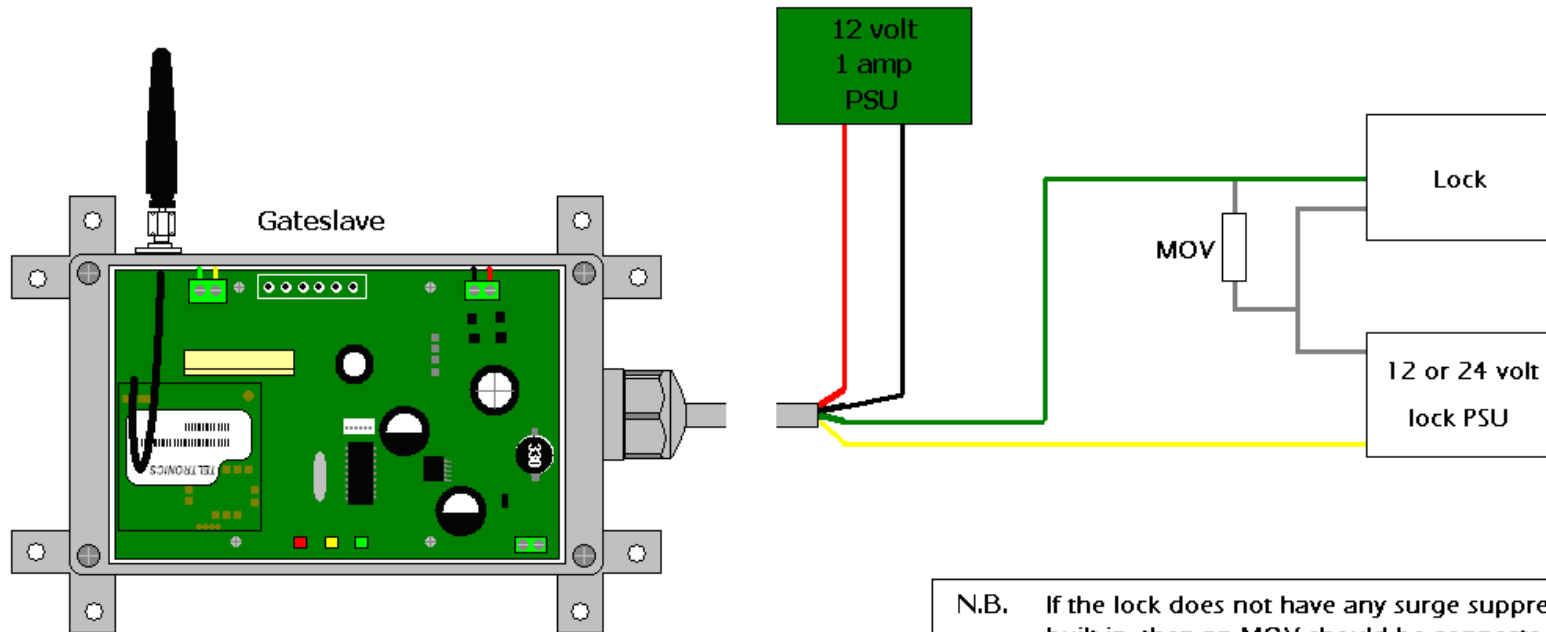 12 volt
1 amp
PSU
Gateslave
Lock
MOV
12 or 24 volt
lock PSU
TELTRONICS
330
N.B. If the lock does not have any surge